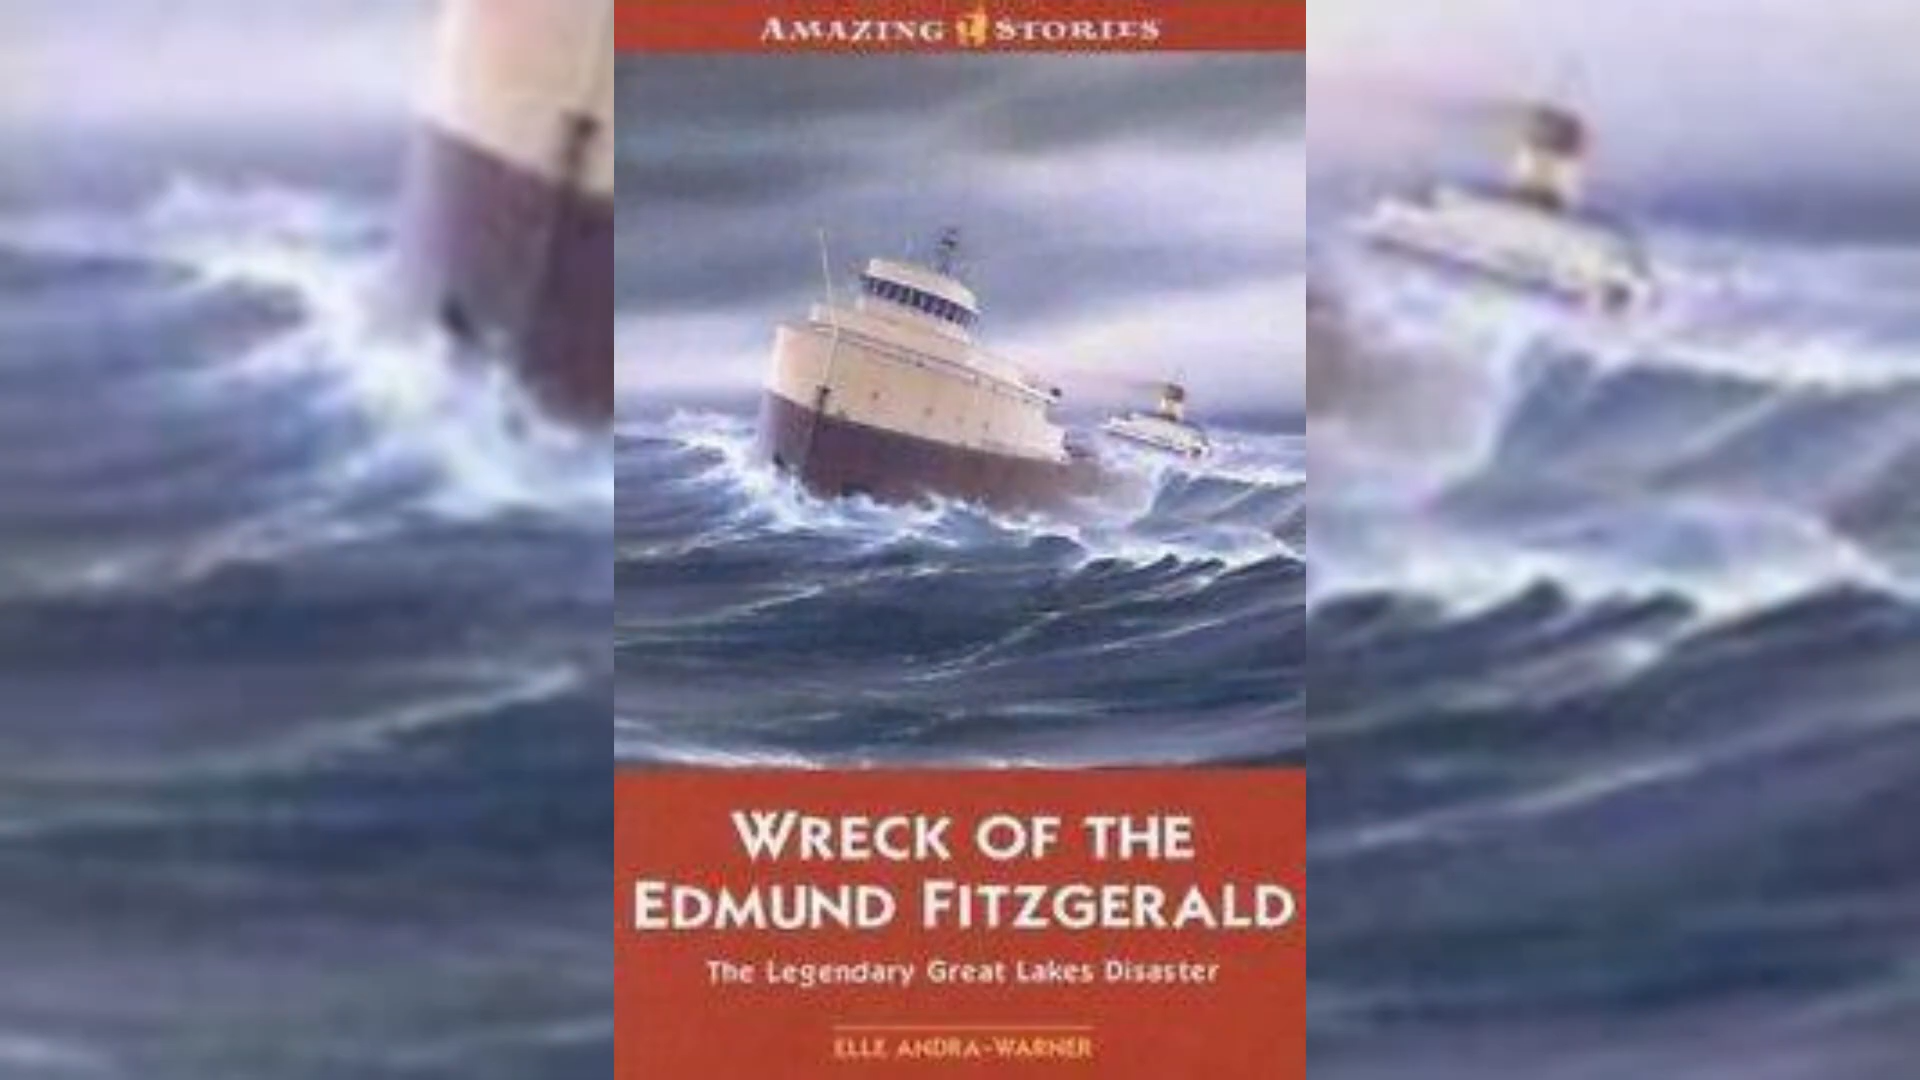 AMAZING STORIES
WRECK OF THE
EDMUND FITZGERALD
The Legendary Great Lakes Disaster
ELLE ANDRA-WARNER